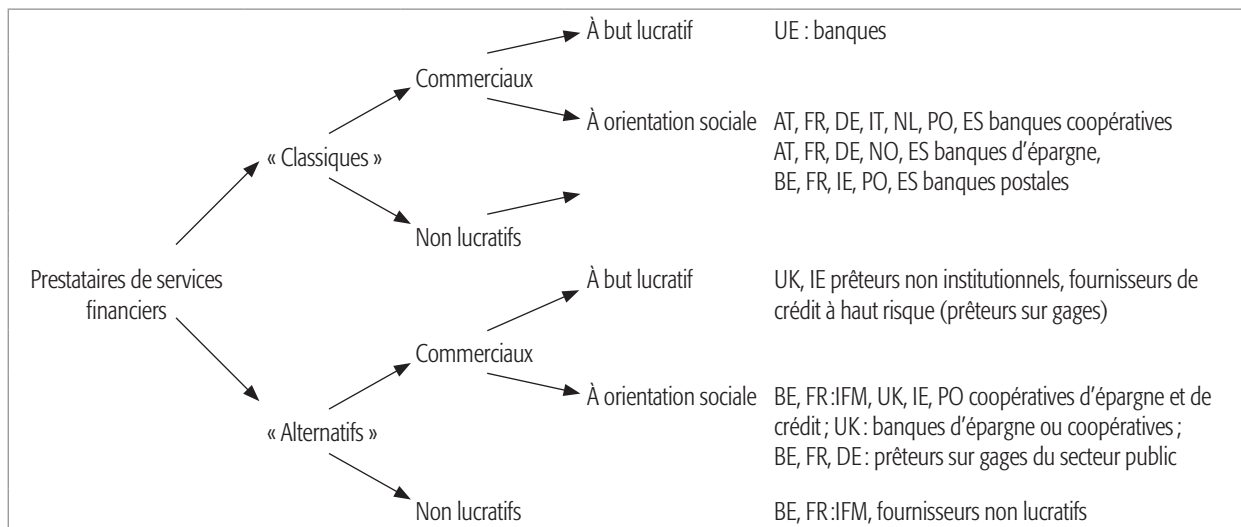 À but lucratif UE : banques
Commerciaux
À orientation sociale AT, FR, DE, IT, NL, PO, ES banques coopératives
AT, FR, DE, NO, ES banques d'épargne,
« Classiques »
BE, FR, IE, PO, ES banques postales
Non lucratifs
Prestataires de services
financiers
À but lucratif UK, IE prêteurs non institutionnels, fournisseurs de
crédit à haut risque (prêteurs sur gages)
Commerciaux
À orientation sociale BE, FR :IFM, UK, IE, PO coopératives d'épargne et de
crédit ; UK : banques d'épargne ou coopératives ;
« Alternatifs »
BE, FR, DE : prêteurs sur gages du secteur public
Non lucratifs BE, FR :IFM, fournisseurs non lucratifs